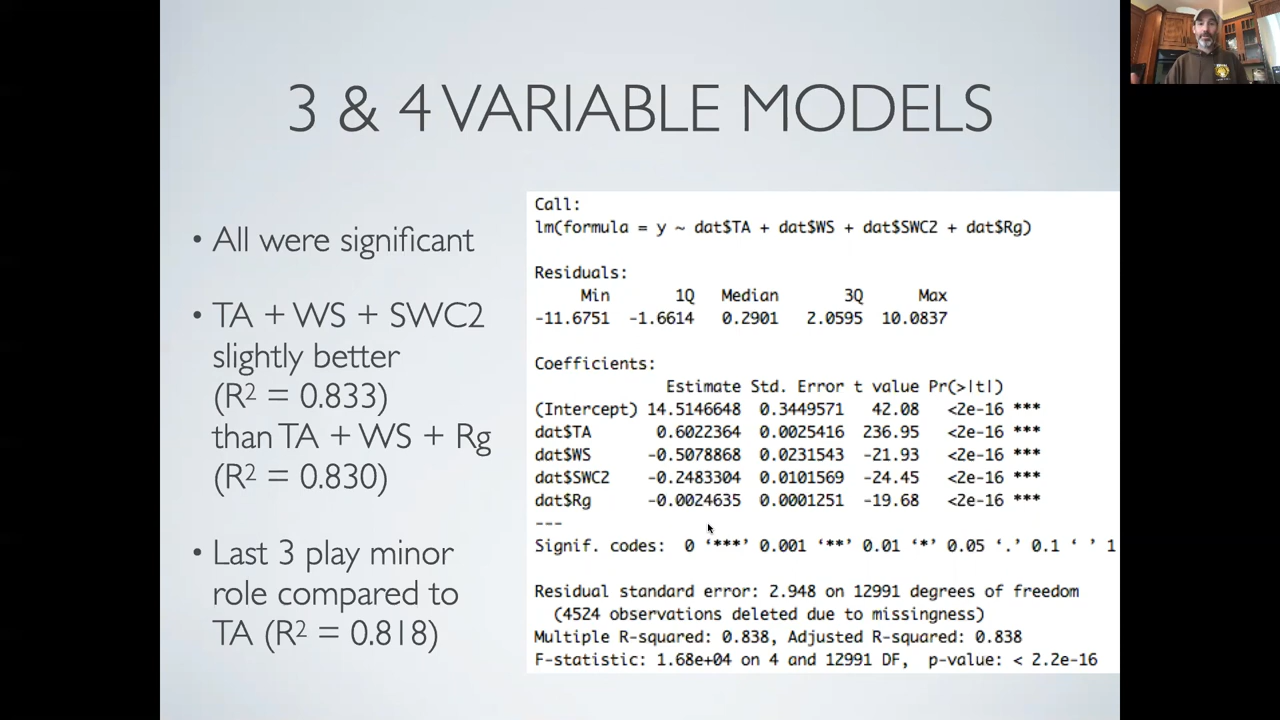 3 & 4 VARIABLE MODELS
• All were significant
• TA + WS + SWC2
slightly better
(R² = 0.833)
than TA + WS + Rg
(R² = 0.830)
• Last 3 play minor
role compared to
TA (R² = 0.818)
Call:
lm(formula = y ~ dat$TA + dat$WS + dat$SWC2 + dat$Rg)
Residuals:
Min 1Q Median 3Q Max
-11.6751 -1.6614 0.2901 2.0595 10.0837
Coefficients:
Estimate Std. Error t value Pr(>|t|)
(Intercept) 14.5146648 0.3449571 42.08 <2e-16 ***
dat$TA 0.6022364 0.0025416 236.95 <2e-16 ***
dat$WS -0.5078868 0.0231543 -21.93 <2e-16 ***
dat$SWC2 -0.2483304 0.0101569 -24.45 <2e-16 ***
dat$Rg -0.0024635 0.0001251 -19.68 <2e-16 ***
---
Signif. codes: 0 ‘***’ 0.001 ‘**’ 0.01 ‘*’ 0.05 ‘.’ 0.1 ‘ ’ 1
Residual standard error: 2.948 on 12991 degrees of freedom
(4524 observations deleted due to missingness)
Multiple R-squared: 0.838, Adjusted R-squared: 0.838
F-statistic: 1.68e+04 on 4 and 12991 DF, p-value: < 2.2e-16